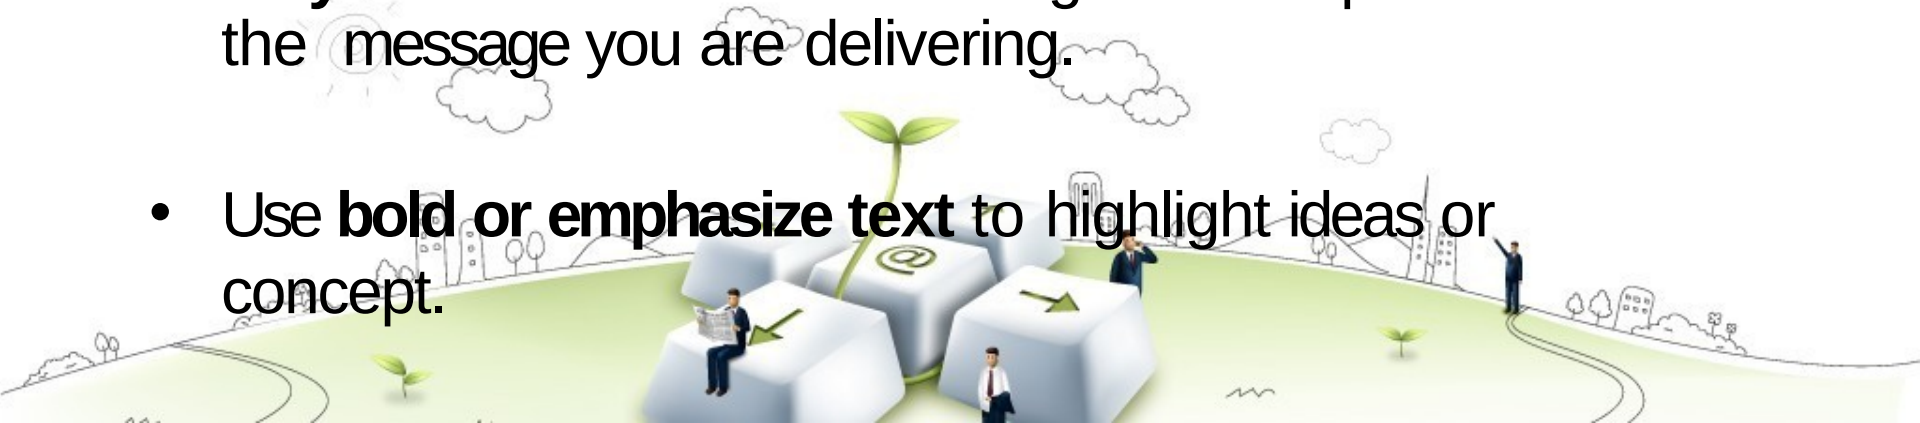 the message you are delivering.
• Use bold or emphasize text to highlight ideas or
concept.
@